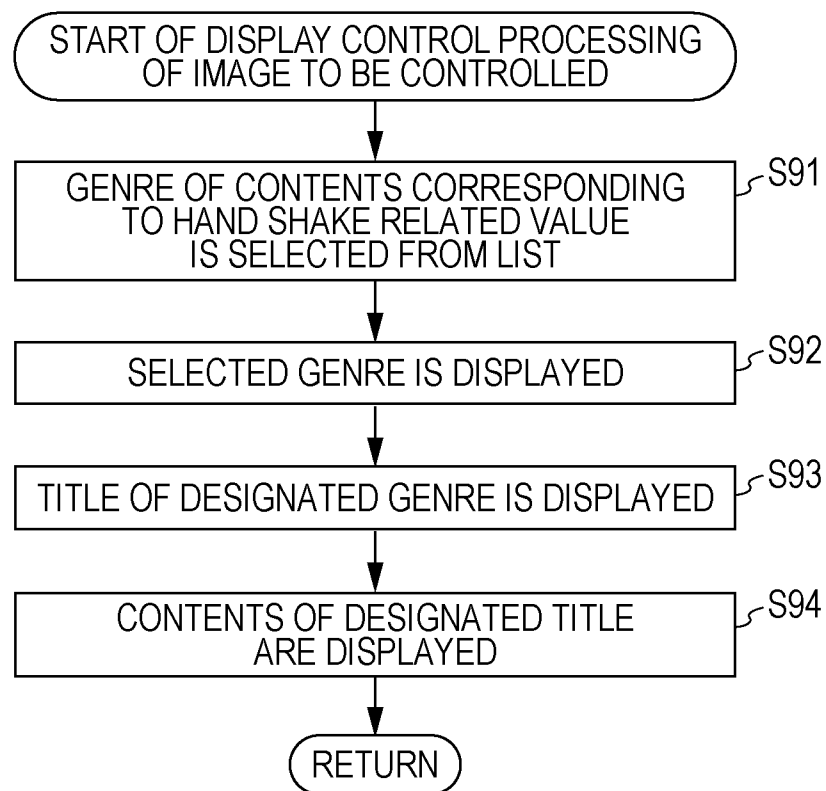 START OF DISPLAY CONTROL PROCESSING
OF IMAGE TO BE CONTROLLED
GENRE OF CONTENTS CORRESPONDING
TO HAND SHAKE RELATED VALUE
IS SELECTED FROM LIST
S91
SELECTED GENRE IS DISPLAYED
S92
TITLE OF DESIGNATED GENRE IS DISPLAYED
S93
CONTENTS OF DESIGNATED TITLE
ARE DISPLAYED
S94
RETURN